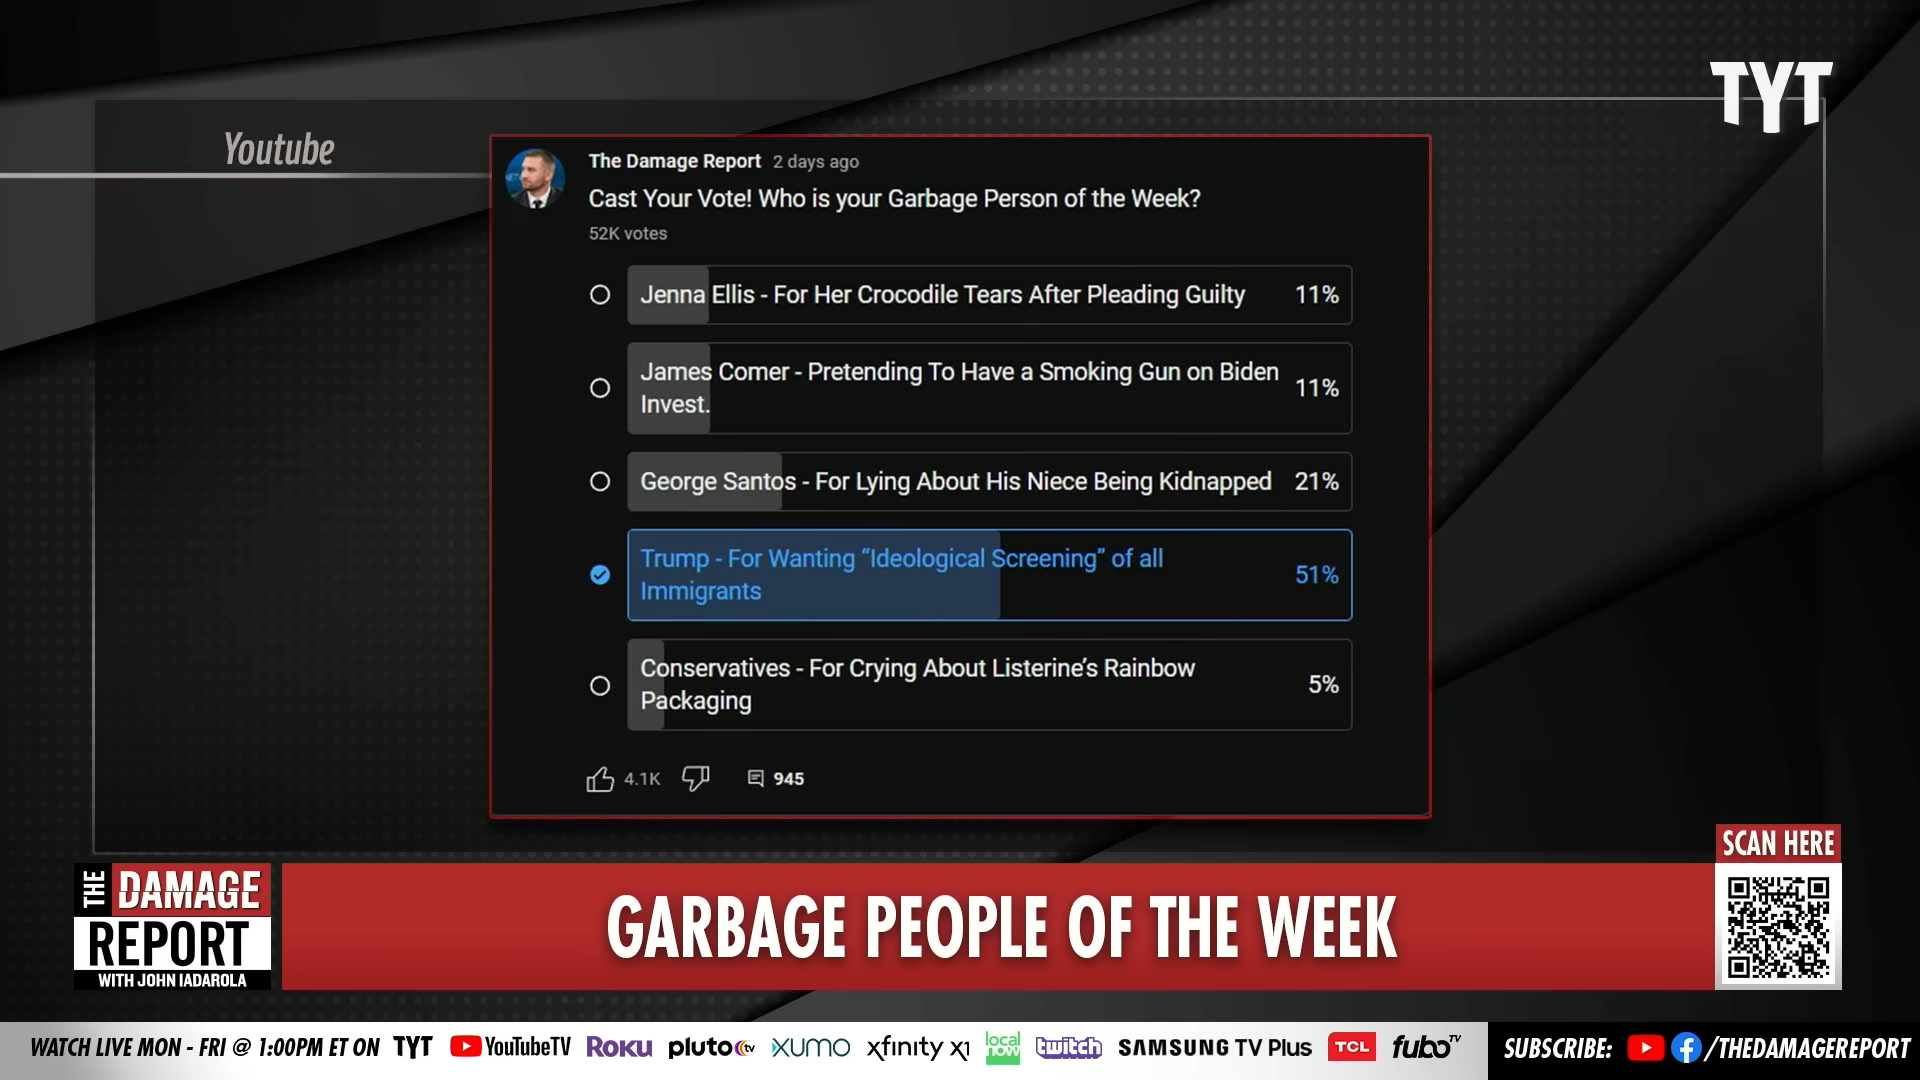 TYT
Youtube
The Damage Report 2 days ago
Cast Your Vote! Who is your Garbage Person of the Week?
52K votes
Jenna Ellis - For Her Crocodile Tears After Pleading Guilty 11%
James Comer - Pretending To Have a Smoking Gun on Biden
Invest.
11%
George Santos - For Lying About His Niece Being Kidnapped 21%
Trump - For Wanting “Ideological Screening” of all
Immigrants
51%
Conservatives - For Crying About Listerine’s Rainbow
Packaging
5%
4.1K 945
SCAN HERE
THE DAMAGE
REPORT
WITH JOHN IADAROLA
GARBAGE PEOPLE OF THE WEEK
WATCH LIVE MON - FRI @ 1:00PM ET ON TYT YouTubeTV ROKU pluto tv XUMO xfinity X1 local now twitch SAMSUNG TV Plus TCL fubo TV SUBSCRIBE: /THEDAMAGEREPORT